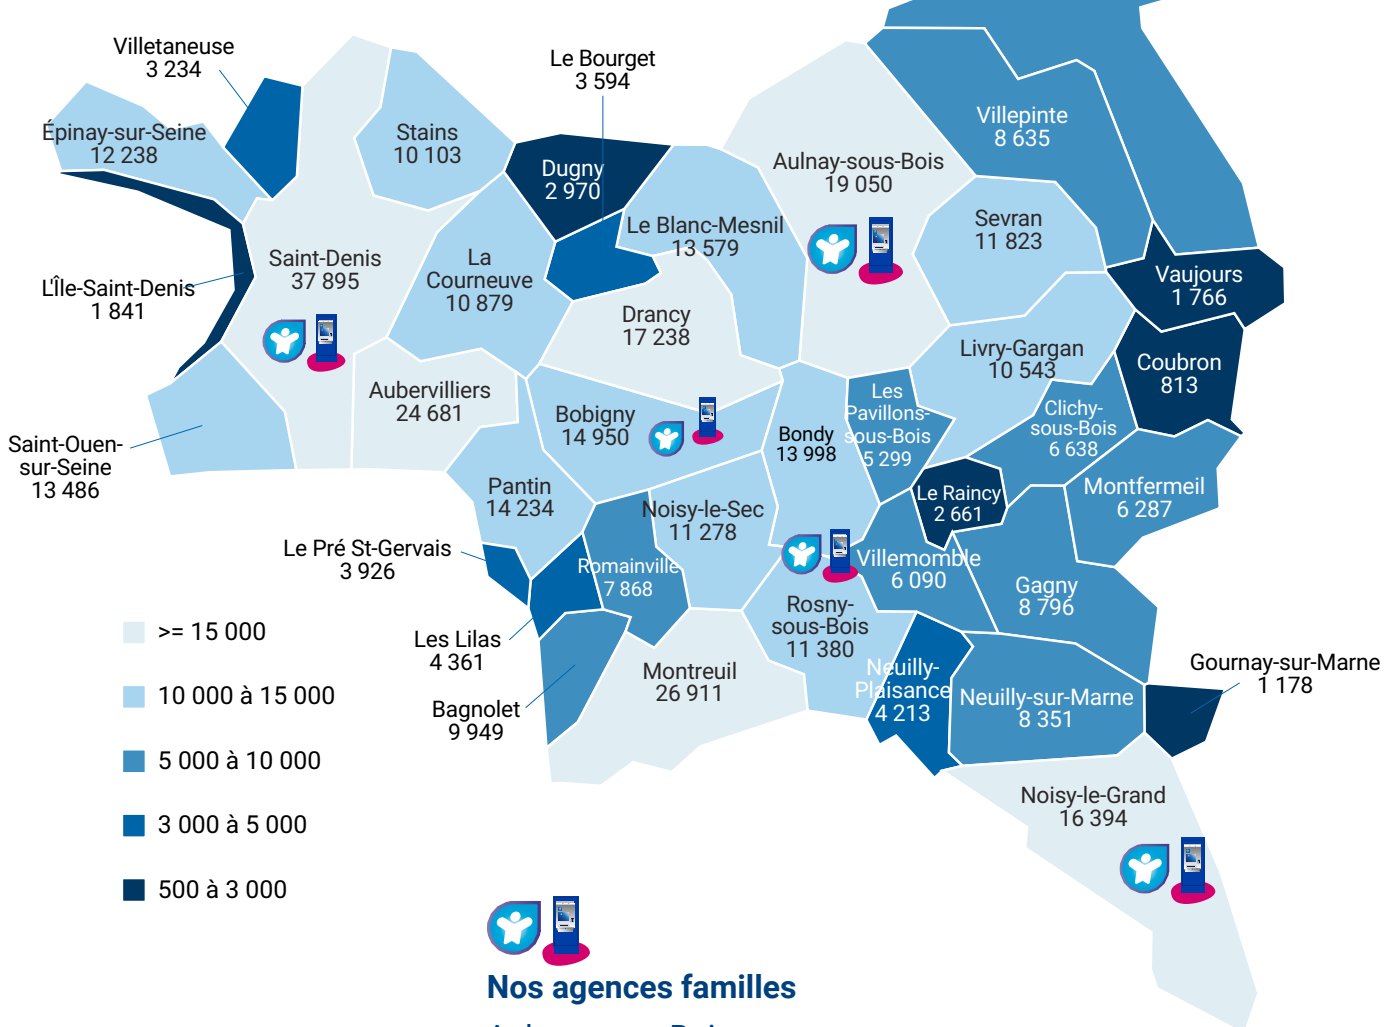 Villetaneuse
3 234
Le Bourget
3 594
Épinay-sur-Seine
12 238
Stains
10 103
Dugny
2 970
Villepinte
8 635
Aulnay-sous-Bois
19 050
Le Blanc-Mesnil
13 579
Sevran
11 823
Saint-Denis
37 895
La
Courneuve
10 879
L'Île-Saint-Denis
1 841
Vaujours
1 766
Drancy
17 238
Livry-Gargan
10 543
Coubron
813
Aubervilliers
24 681
Bobigny
14 950
Bondy
13 998
Les
Pavillons-
sous-Bois
5 299
Clichy-
sous-Bois
6 638
Saint-Ouen-
sur-Seine
13 486
Pantin
14 234
Noisy-le-Sec
11 278
Le Raincy
2 661
Montfermeil
6 287
Le Pré St-Gervais
3 926
Romainville
7 868
Villemomble
6 090
Gagny
8 796
Rosny-
sous-Bois
11 380
Les Lilas
4 361
Montreuil
26 911
Neuilly-
Plaisance
4 213
Neuilly-sur-Marne
8 351
Gournay-sur-Marne
1 178
Bagnolet
9 949
Noisy-le-Grand
16 394
>= 15 000
10 000 à 15 000
5 000 à 10 000
3 000 à 5 000
500 à 3 000
Nos agences familles